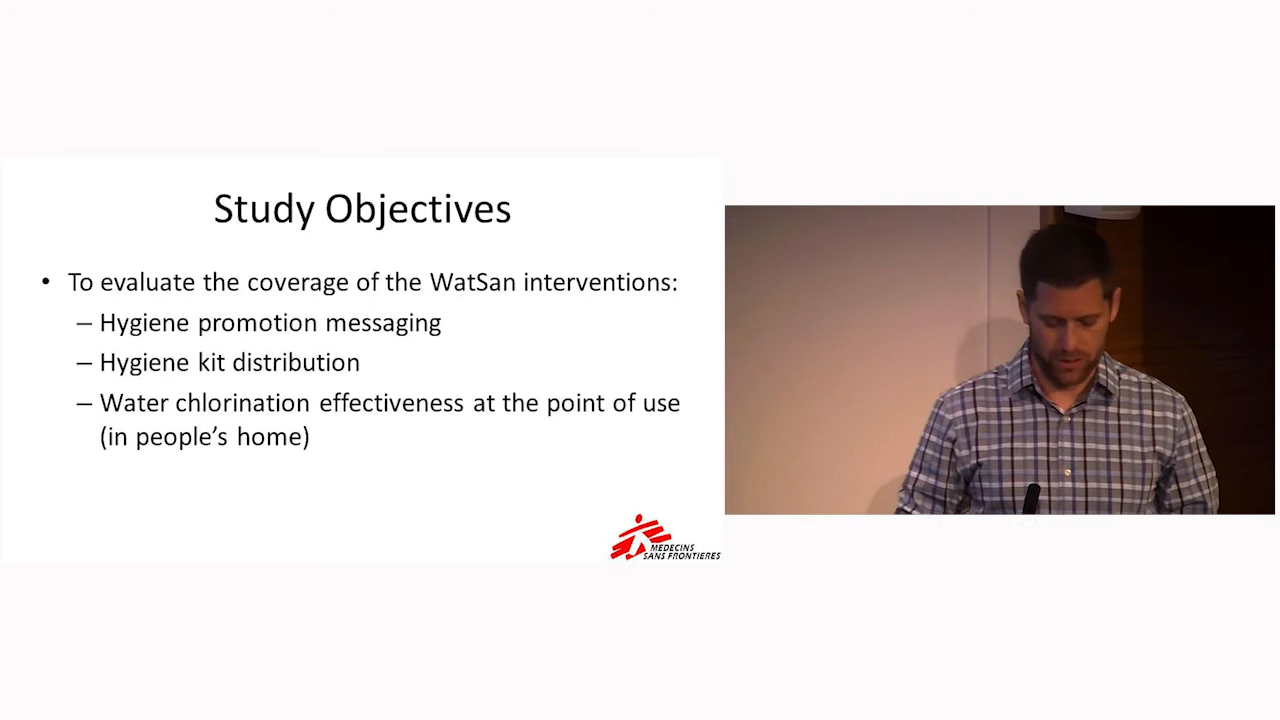 Study Objectives
• To evaluate the coverage of the WatSan interventions:
– Hygiene promotion messaging
– Hygiene kit distribution
– Water chlorination effectiveness at the point of use
(in people’s home)
MEDECINS
SANS FRONTIERES